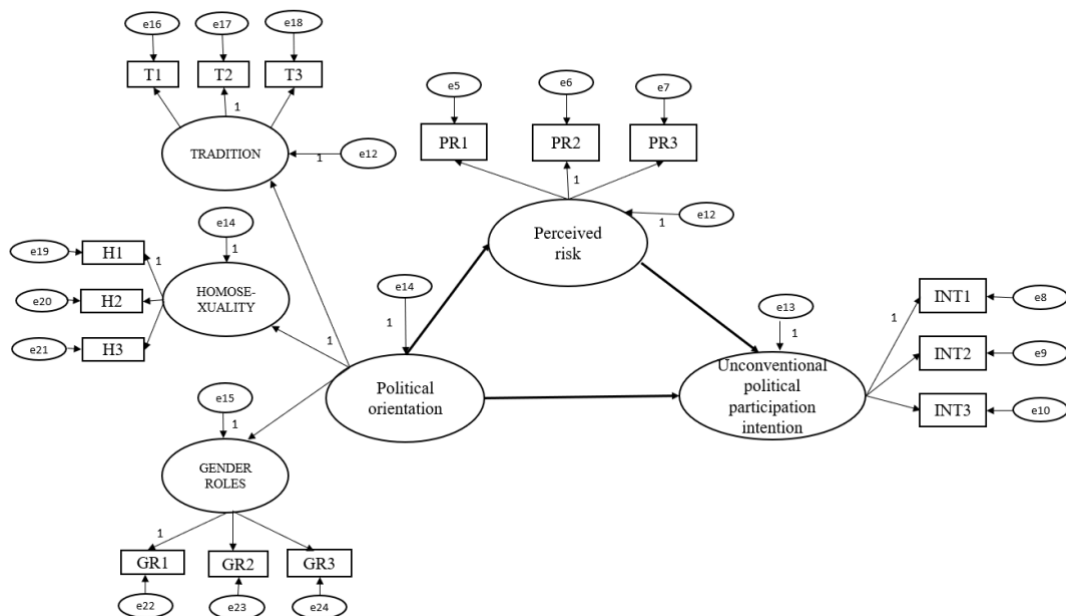 e16
e17
e18
T1
T2
T3
1
TRADITION
1
e12
e5
e6
e7
PR1
PR2
PR3
1
Perceived
risk
1
e12
e14
1
e19
H1
1
e20
H2
e21
H3
HOMOSE-
XUALITY
1
e14
1
Political
orientation
e13
1
Unconventional
political
participation
intention
1
INT1
e8
INT2
e9
INT3
e10
e15
1
GENDER
ROLES
1
GR1
GR2
GR3
e22
e23
e24